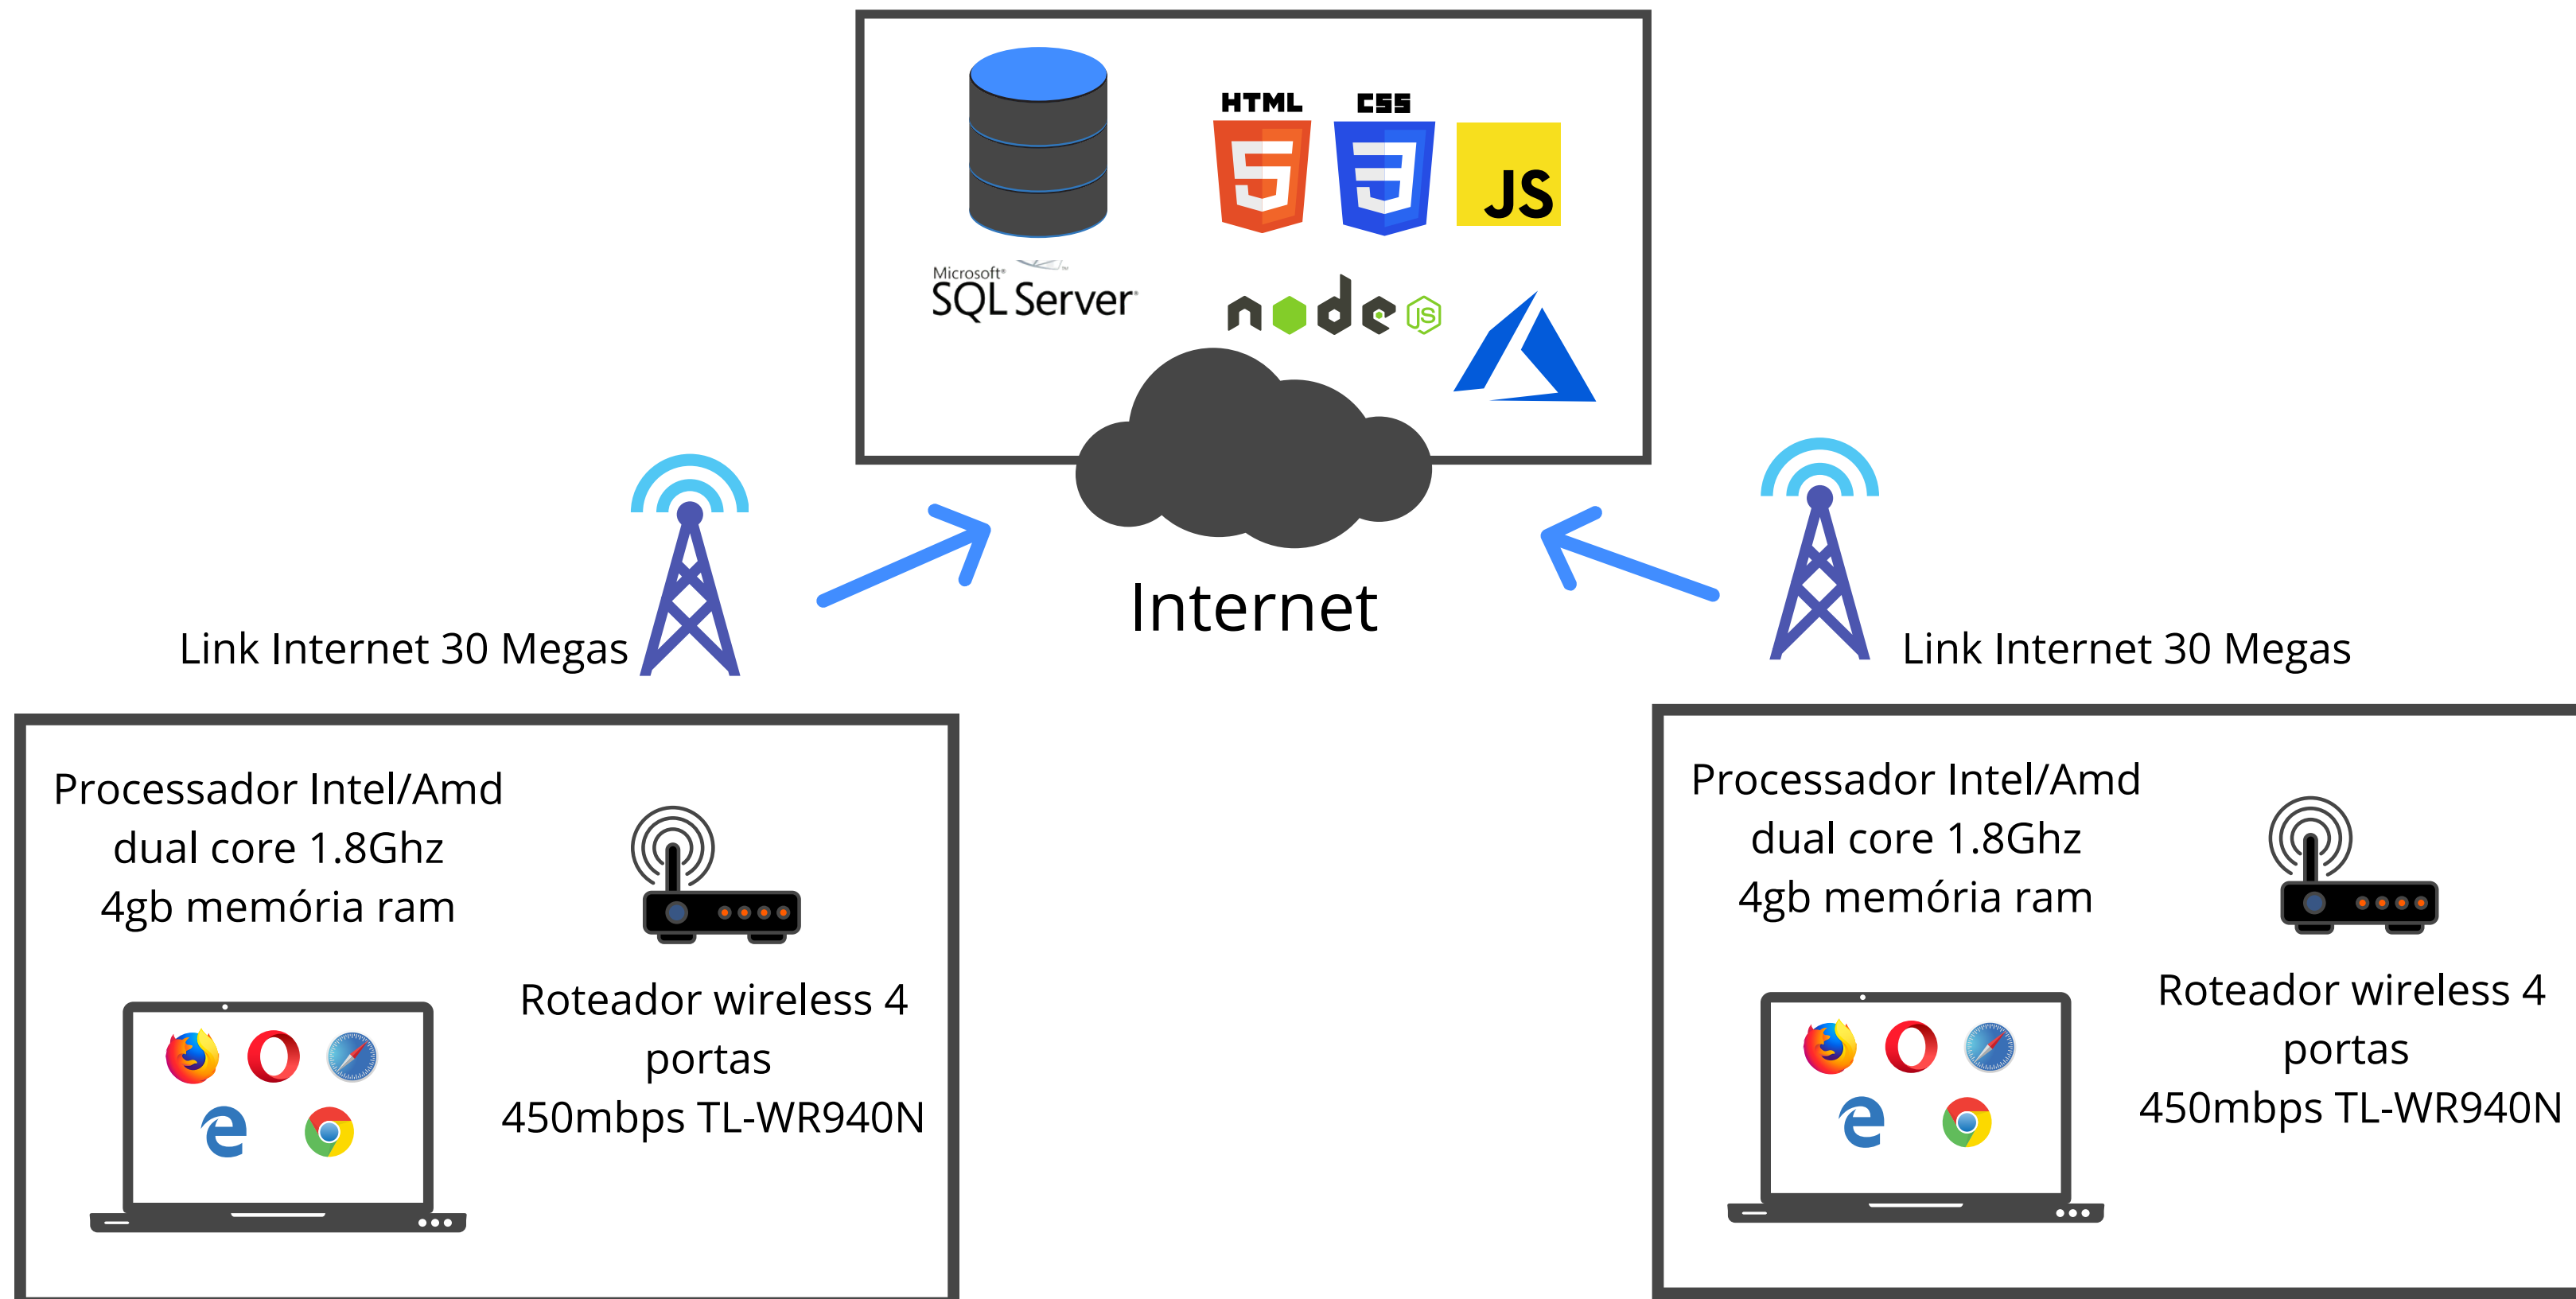 HTML CSS
JS
Microsoft®
SQL Server®
node JS
Internet
Link Internet 30 Megas
Link Internet 30 Megas
Processador Intel/Amd
dual core 1.8Ghz
4gb memória ram
Roteador wireless 4
portas
450mbps TL-WR940N
Processador Intel/Amd
dual core 1.8Ghz
4gb memória ram
Roteador wireless 4
portas
450mbps TL-WR940N